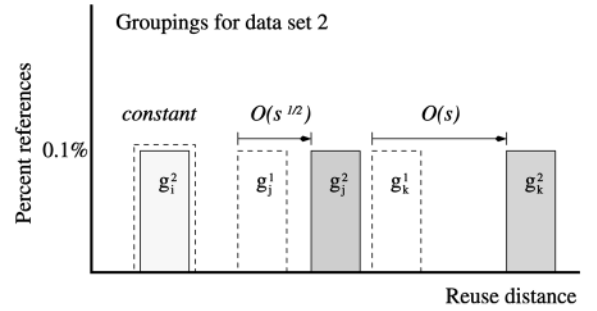 Groupings for data set 2
constant
O(s^{1/2})
O(s)
0.1%
g_i^2
g_j^1
g_j^2
g_k^1
g_k^2
Percent references
Reuse distance